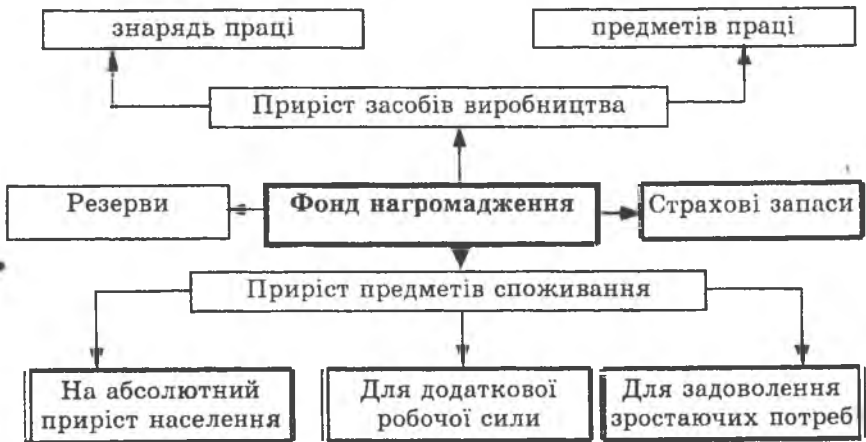 знарядь праці
предметів праці
Приріст засобів виробництва
Резерви
Фонд нагромадження
Страхові запаси
Приріст предметів споживання
На абсолютний
приріст населення
Для додаткової
робочої сили
Для задоволення
зростаючих потреб